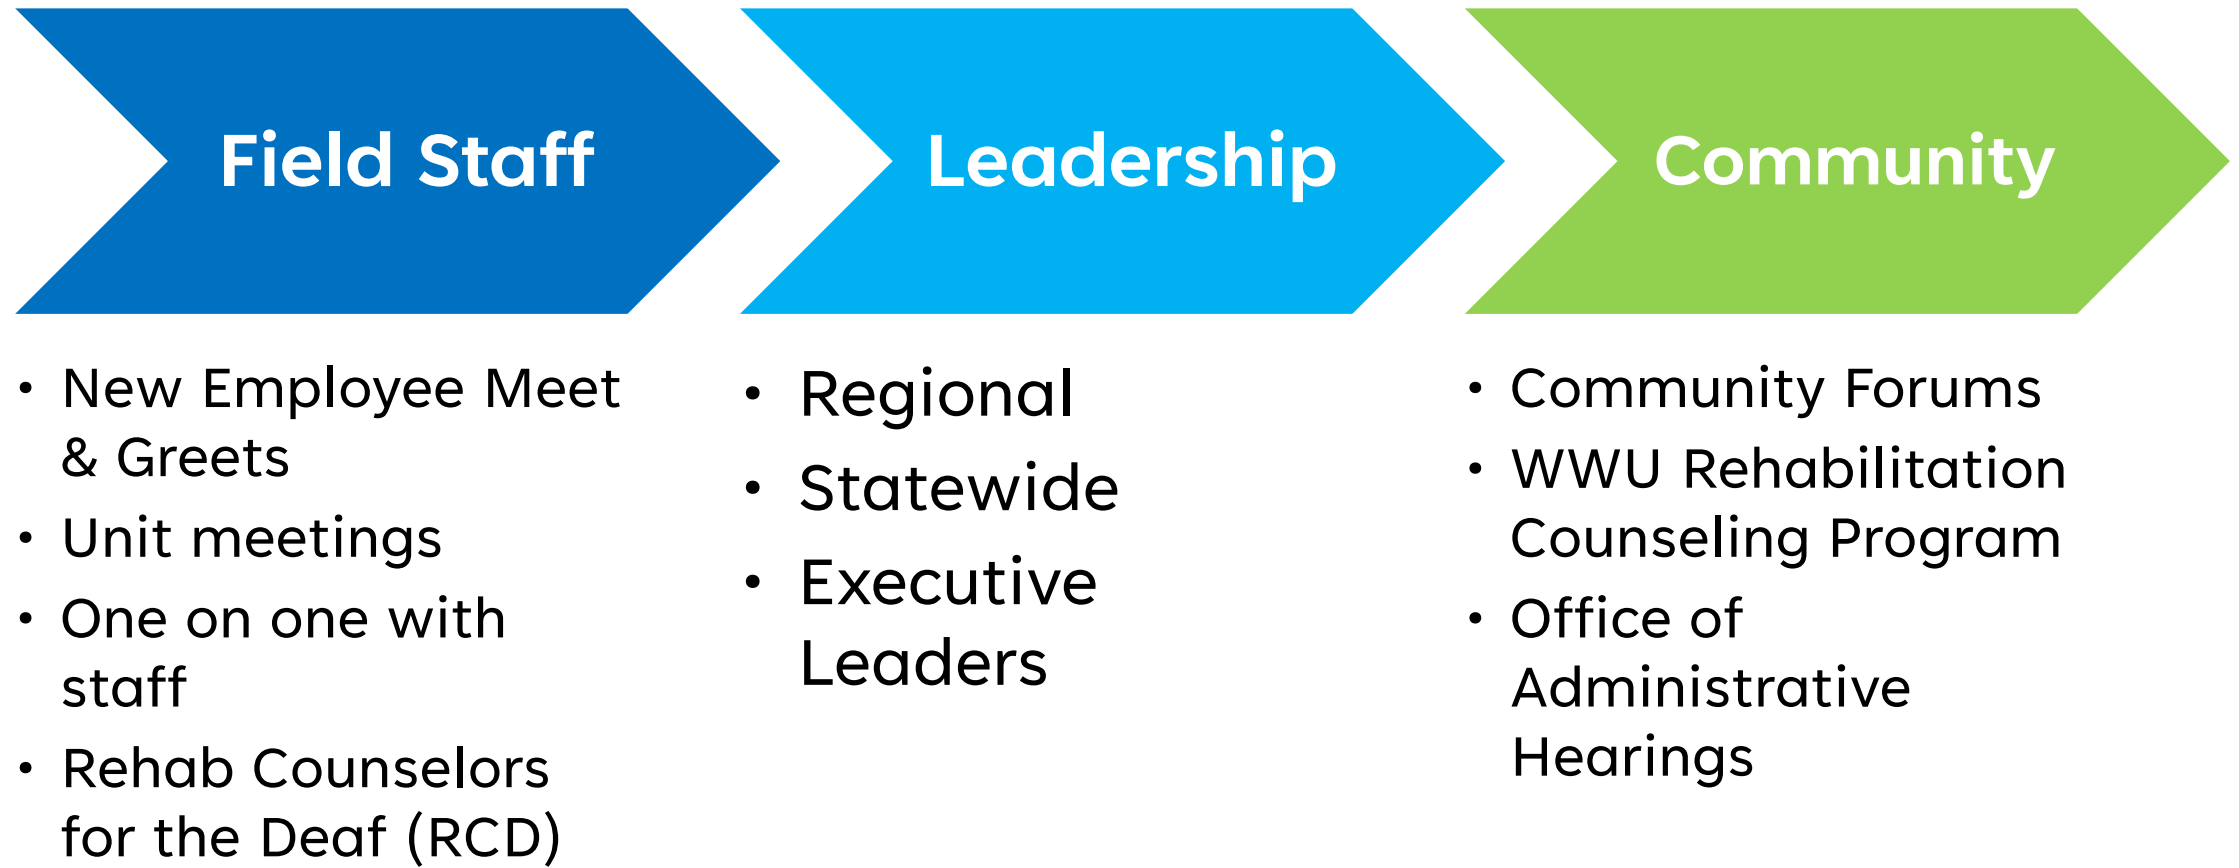 Field Staff
• New Employee Meet
& Greets
• Unit meetings
• One on one with
staff
• Rehab Counselors
for the Deaf (RCD)
Leadership
• Regional
• Statewide
• Executive
Leaders
Community
• Community Forums
• WWU Rehabilitation
Counseling Program
• Office of
Administrative
Hearings